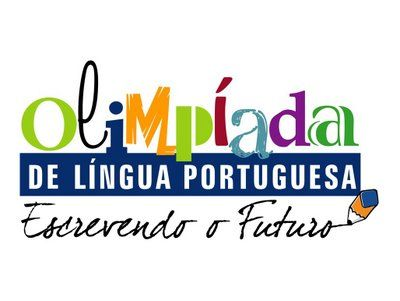 Olimpíada
DE LÍNGUA PORTUGUESA
Escrevendo o Futuro